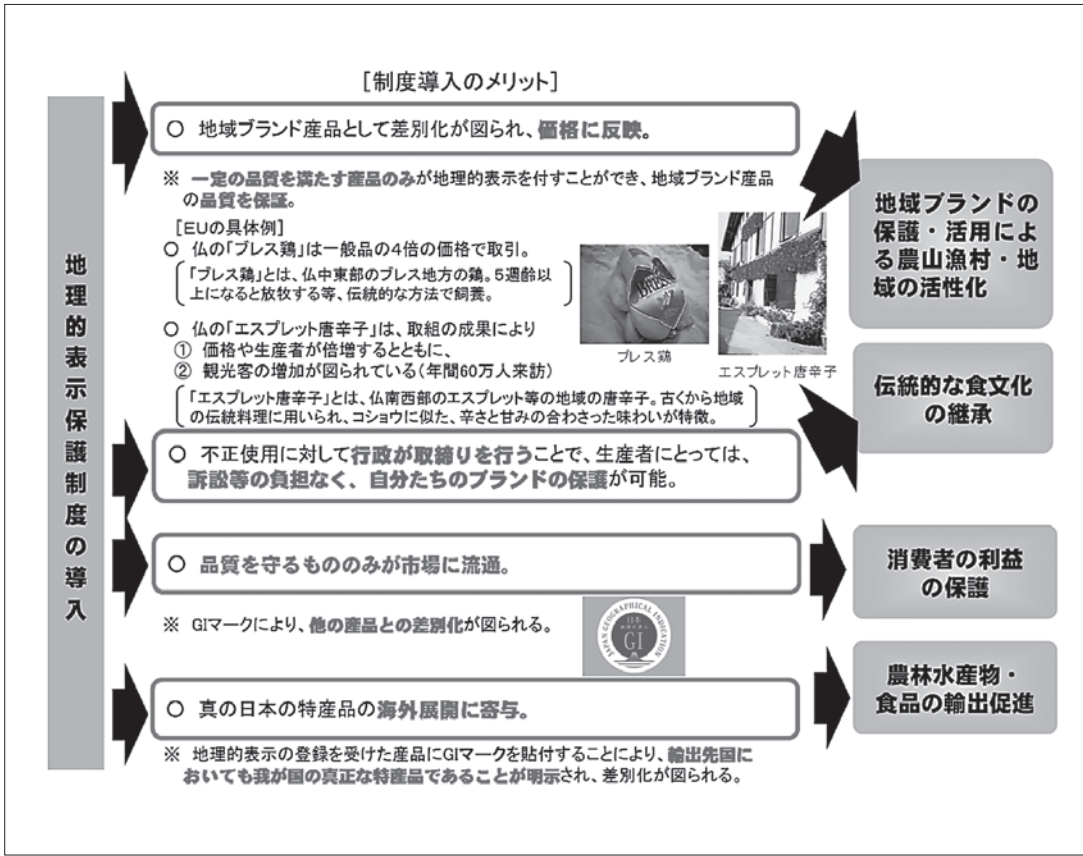 [制度導入のメリット]
地理的表示保護制度の導入
○ 地域ブランド産品として差別化が図られ、価格に反映。
※ 一定の品質を満たす産品のみが地理的表示を付すことができ、地域ブランド産品
の品質を保証。
[EUの具体例]
○ 仏の「ブレス鶏」は一般品の4倍の価格で取引。
「ブレス鶏」とは、仏中東部のブレス地方の鶏。5週齢以
上になると放牧する等、伝統的な方法で飼養。
ブレス鶏
○ 仏の「エスプレット唐辛子」は、取組の成果により
① 価格や生産者が倍増するとともに、
② 観光客の増加が図られている(年間60万人来訪)
エスプレット唐辛子
「エスプレット唐辛子」とは、仏南西部のエスプレット等の地域の唐辛子。古くから地域
の伝統料理に用いられ、コショウに似た、辛さと甘みの合わさった味わいが特徴。
○ 不正使用に対して行政が取締りを行うことで、生産者にとっては、
訴訟等の負担なく、自分たちのブランドの保護が可能。
○ 品質を守るもののみが市場に流通。
※ GIマークにより、他の産品との差別化が図られる。
JAPAN GEOGRAPHICAL INDICATION
日本
GI
○ 真の日本の特産品の海外展開に寄与。
※ 地理的表示の登録を受けた産品にGIマークを貼付することにより、輸出先国に
おいても我が国の真正な特産品であることが明示され、差別化が図られる。
地域ブランドの
保護・活用によ
る農山漁村・地
域の活性化
伝統的な食文化
の継承
消費者の利益
の保護
農林水産物・
食品の輸出促進